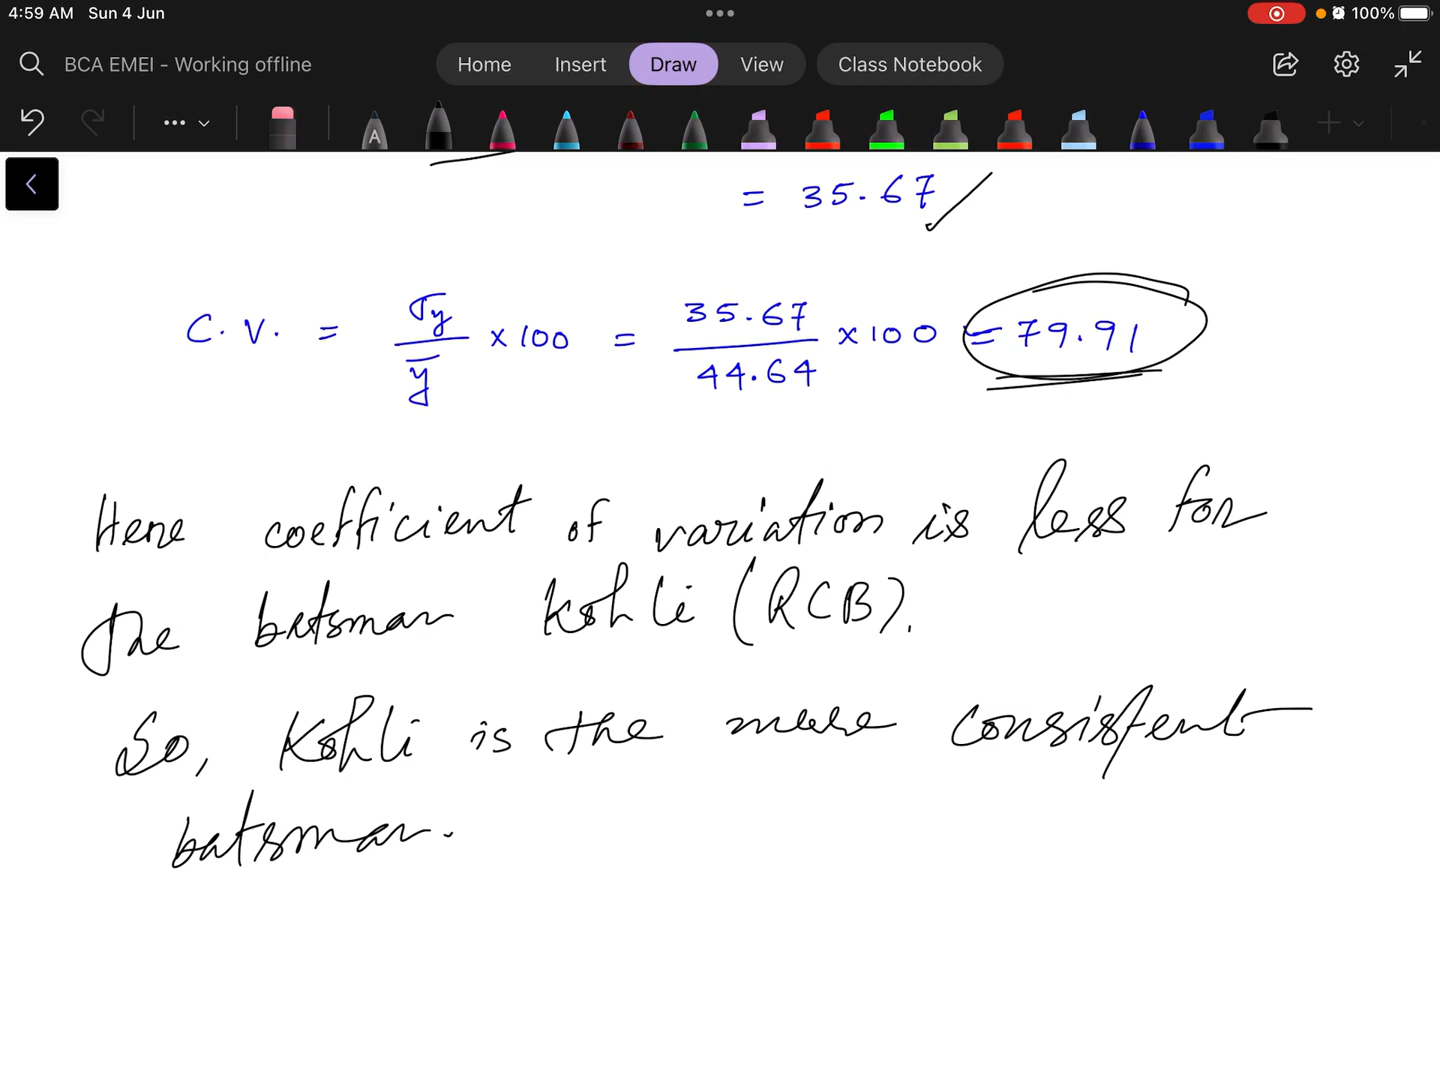 4:59 AM Sun 4 Jun 100%
BCA EMEI - Working offline Home Insert Draw View Class Notebook
A
= 35.67
C.V. = σy / ȳ × 100 = 35.67 / 44.64 × 100 = 79.91
Here coefficient of variation is less for
the batsman Kohli (RCB).
So, Kohli is the more consistent
batsman.